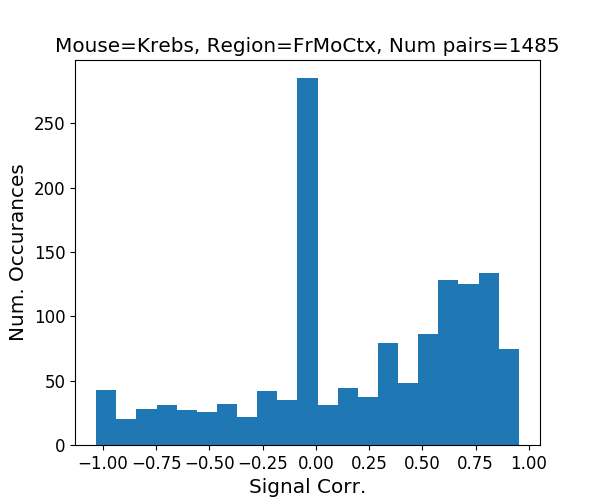 Mouse=Krebs, Region=FrMoCtx, Num pairs=1485
Num. Occurances
250
200
150
100
50
0
−1.00 −0.75 −0.50 −0.25 0.00 0.25 0.50 0.75 1.00
Signal Corr.